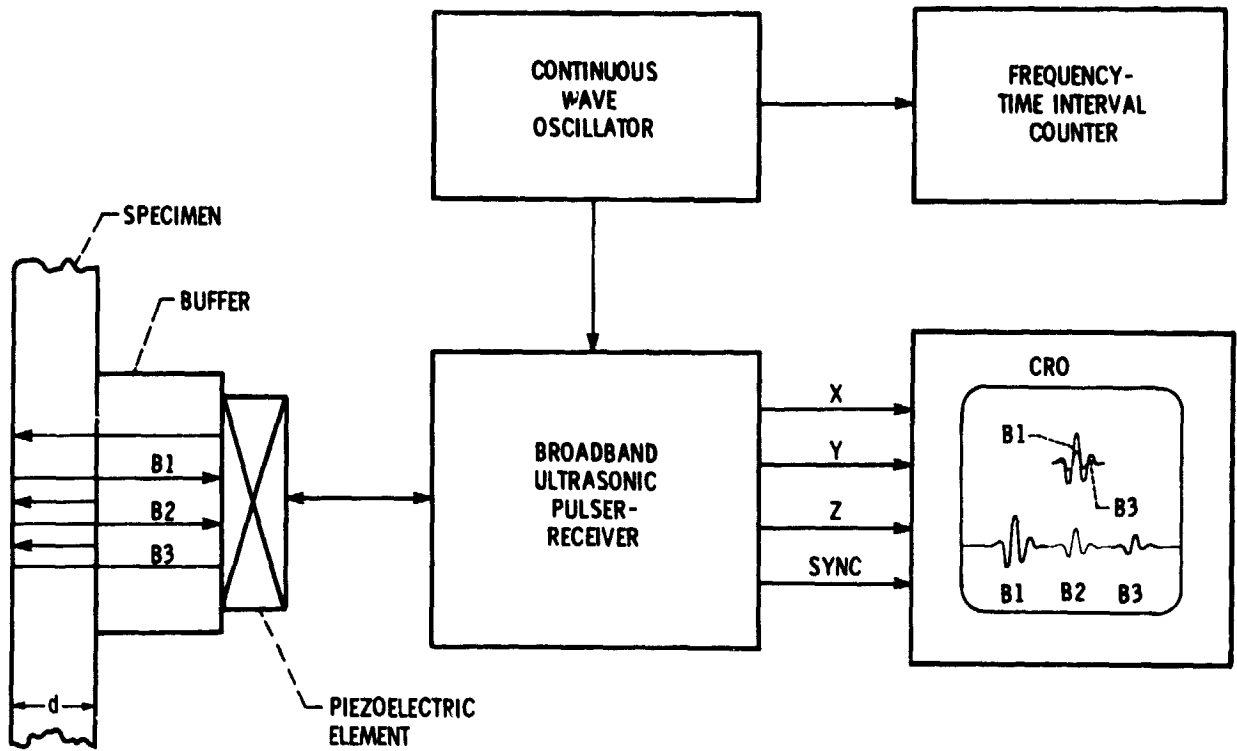 CONTINUOUS
WAVE
OSCILLATOR
FREQUENCY-
TIME INTERVAL
COUNTER
SPECIMEN
BUFFER
B1
B2
B3
d
PIEZOELECTRIC
ELEMENT
BROADBAND
ULTRASONIC
PULSER-
RECEIVER
X
Y
Z
SYNC
CRO
B1
B3
B1 B2 B3